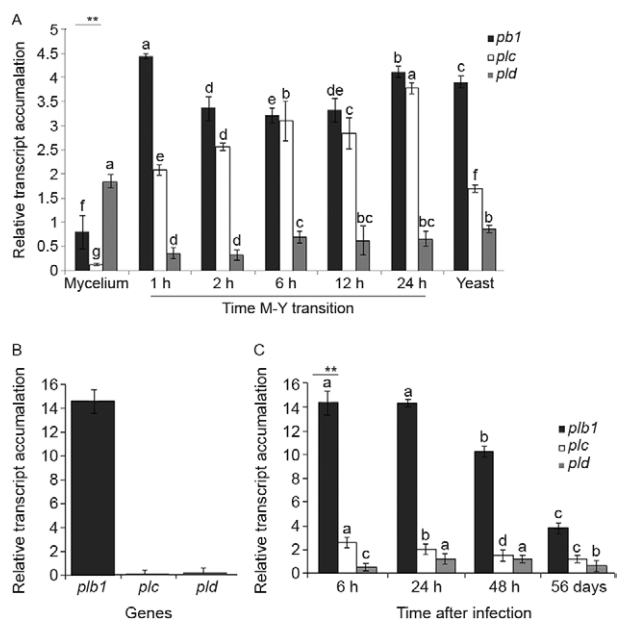 A
**
5
4.5
4
3.5
3
2.5
2
1.5
1
0.5
0
Relative transcript accumalation
pb1
plc
pld
f
g
a
a
e
d
d
d
d
e
b
c
de
c
bc
b
a
bc
c
f
b
Mycelium
1 h
2 h
6 h
12 h
24 h
Yeast
Time M-Y transition
B
16
14
12
10
8
6
4
2
0
Relative transcript accumalation
plb1
plc
pld
Genes
C
**
16
14
12
10
8
6
4
2
0
Relative transcript accumalation
plb1
plc
pld
a
a
c
a
b
a
b
d
a
c
c
b
6 h
24 h
48 h
56 days
Time after infection